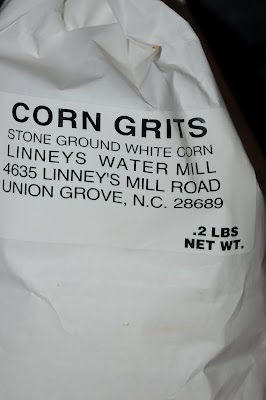 CORN GRITS
STONE GROUND WHITE CORN
LINNEYS WATER MILL
4635 LINNEY'S MILL ROAD
UNION GROVE, N.C. 28689
.2 LBS
NET WT.